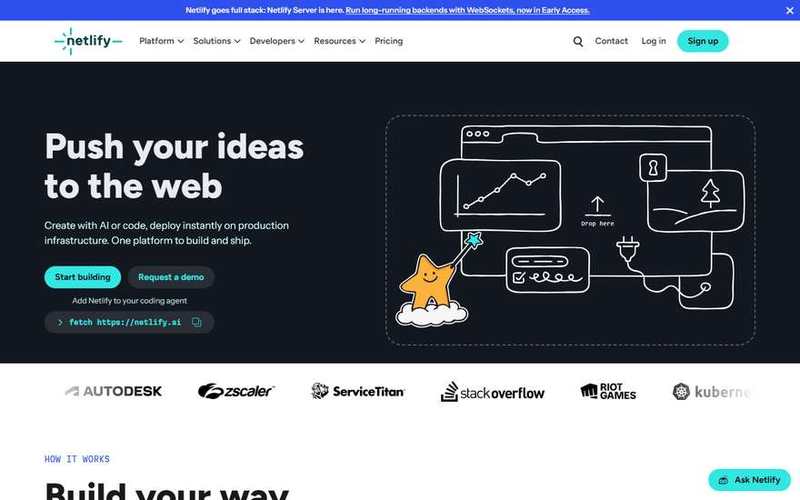 Netlify goes full stack: Netlify Server is here. Run long-running backends with WebSockets, now in Early Access.
netlify
Platform
Solutions
Developers
Resources
Pricing
Contact
Log in
Sign up
Push your ideas
to the web
Create with AI or code, deploy instantly on production
infrastructure. One platform to build and ship.
Start building
Request a demo
Add Netlify to your coding agent
> fetch https://netlify.ai
Drop here
AUTODESK
zscaler
ServiceTitan
stackoverflow
RIOT
GAMES
kuberne
HOW IT WORKS
Build your way
Ask Netlify